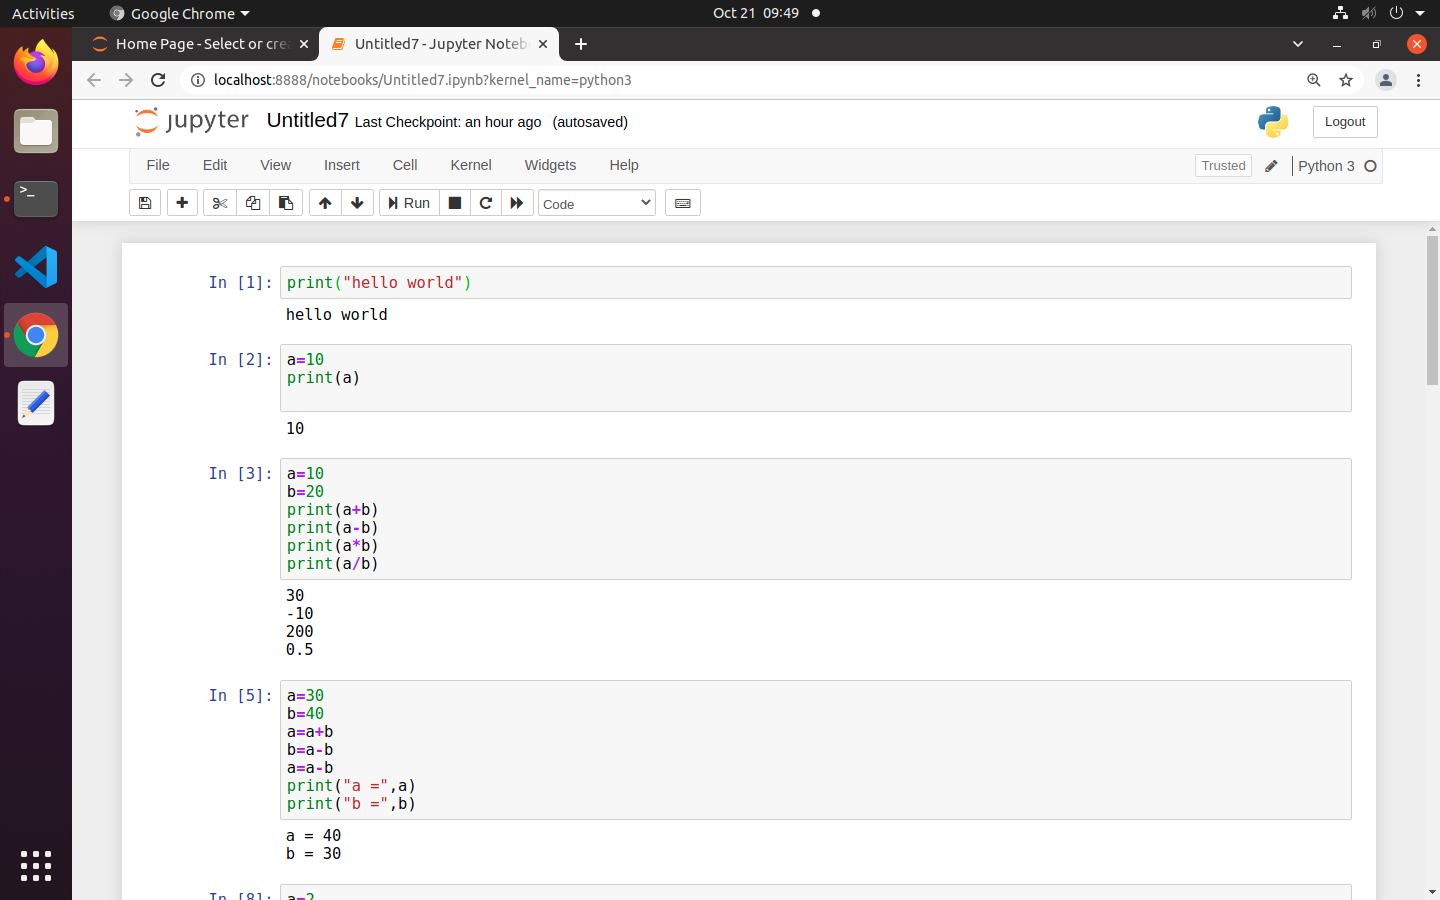 Activities Google Chrome Oct 21 09:49
Home Page - Select or cre Untitled7 - Jupyter Noteb
localhost:8888/notebooks/Untitled7.ipynb?kernel_name=python3
jupyter Untitled7 Last Checkpoint: an hour ago (autosaved) Logout
File Edit View Insert Cell Kernel Widgets Help Trusted Python 3
Run Code
In [1]: print("hello world")
hello world
In [2]: a=10
print(a)
10
In [3]: a=10
b=20
print(a+b)
print(a-b)
print(a*b)
print(a/b)
30
-10
200
0.5
In [5]: a=30
b=40
a=a+b
b=a-b
a=a-b
print("a =",a)
print("b =",b)
a = 40
b = 30
In [8]: a=2